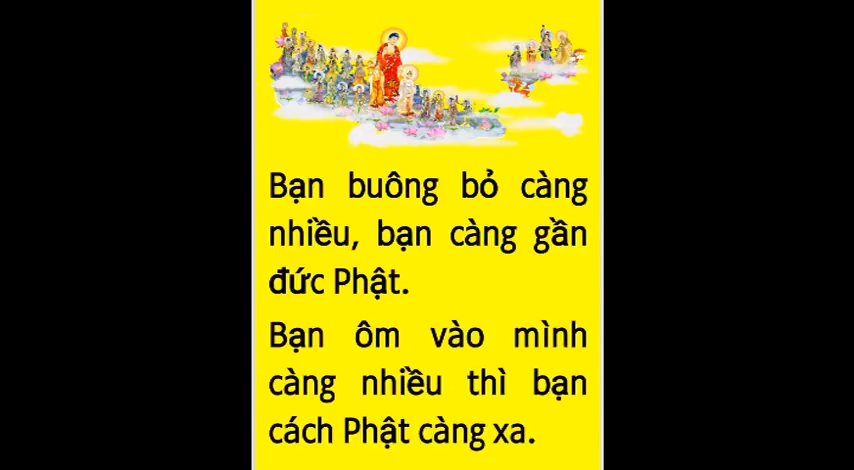 Bạn buông bỏ càng
nhiều, bạn càng gần
đức Phật.
Bạn ôm vào mình
càng nhiều thì bạn
cách Phật càng xa.